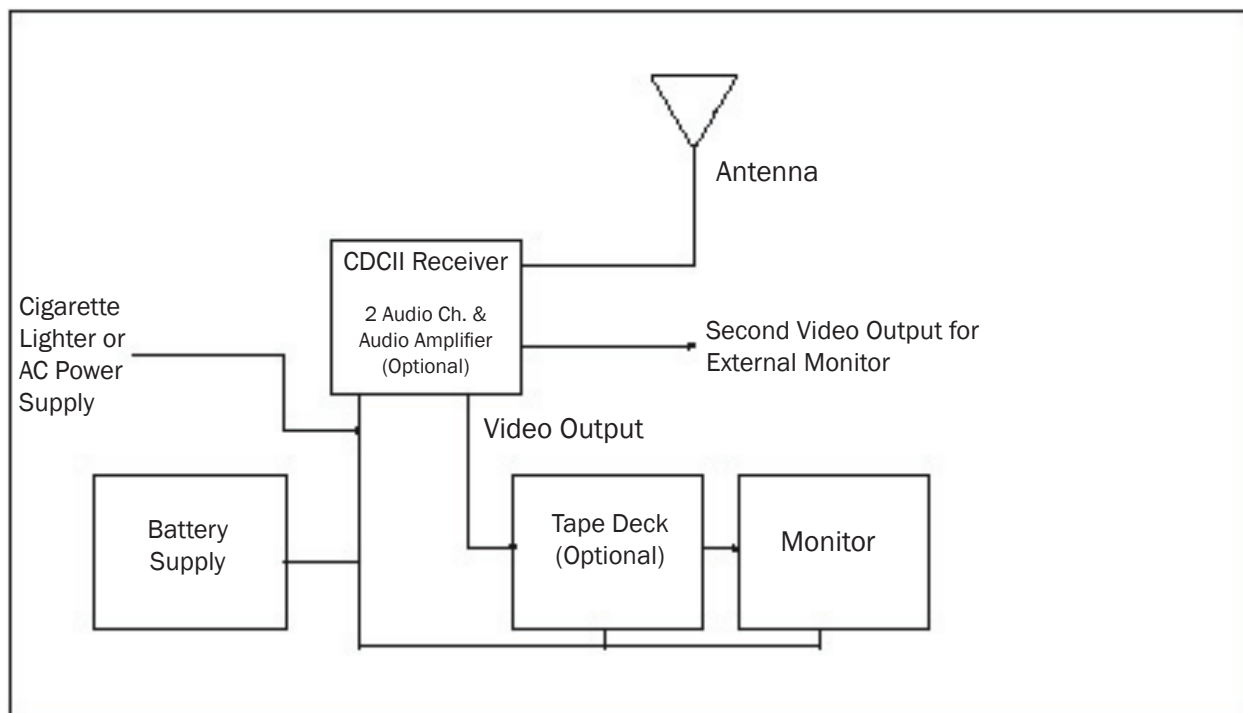 Antenna
CDCII Receiver
2 Audio Ch. &
Audio Amplifier
(Optional)
Cigarette
Lighter or
AC Power
Supply
Second Video Output for
External Monitor
Video Output
Battery
Supply
Tape Deck
(Optional)
Monitor